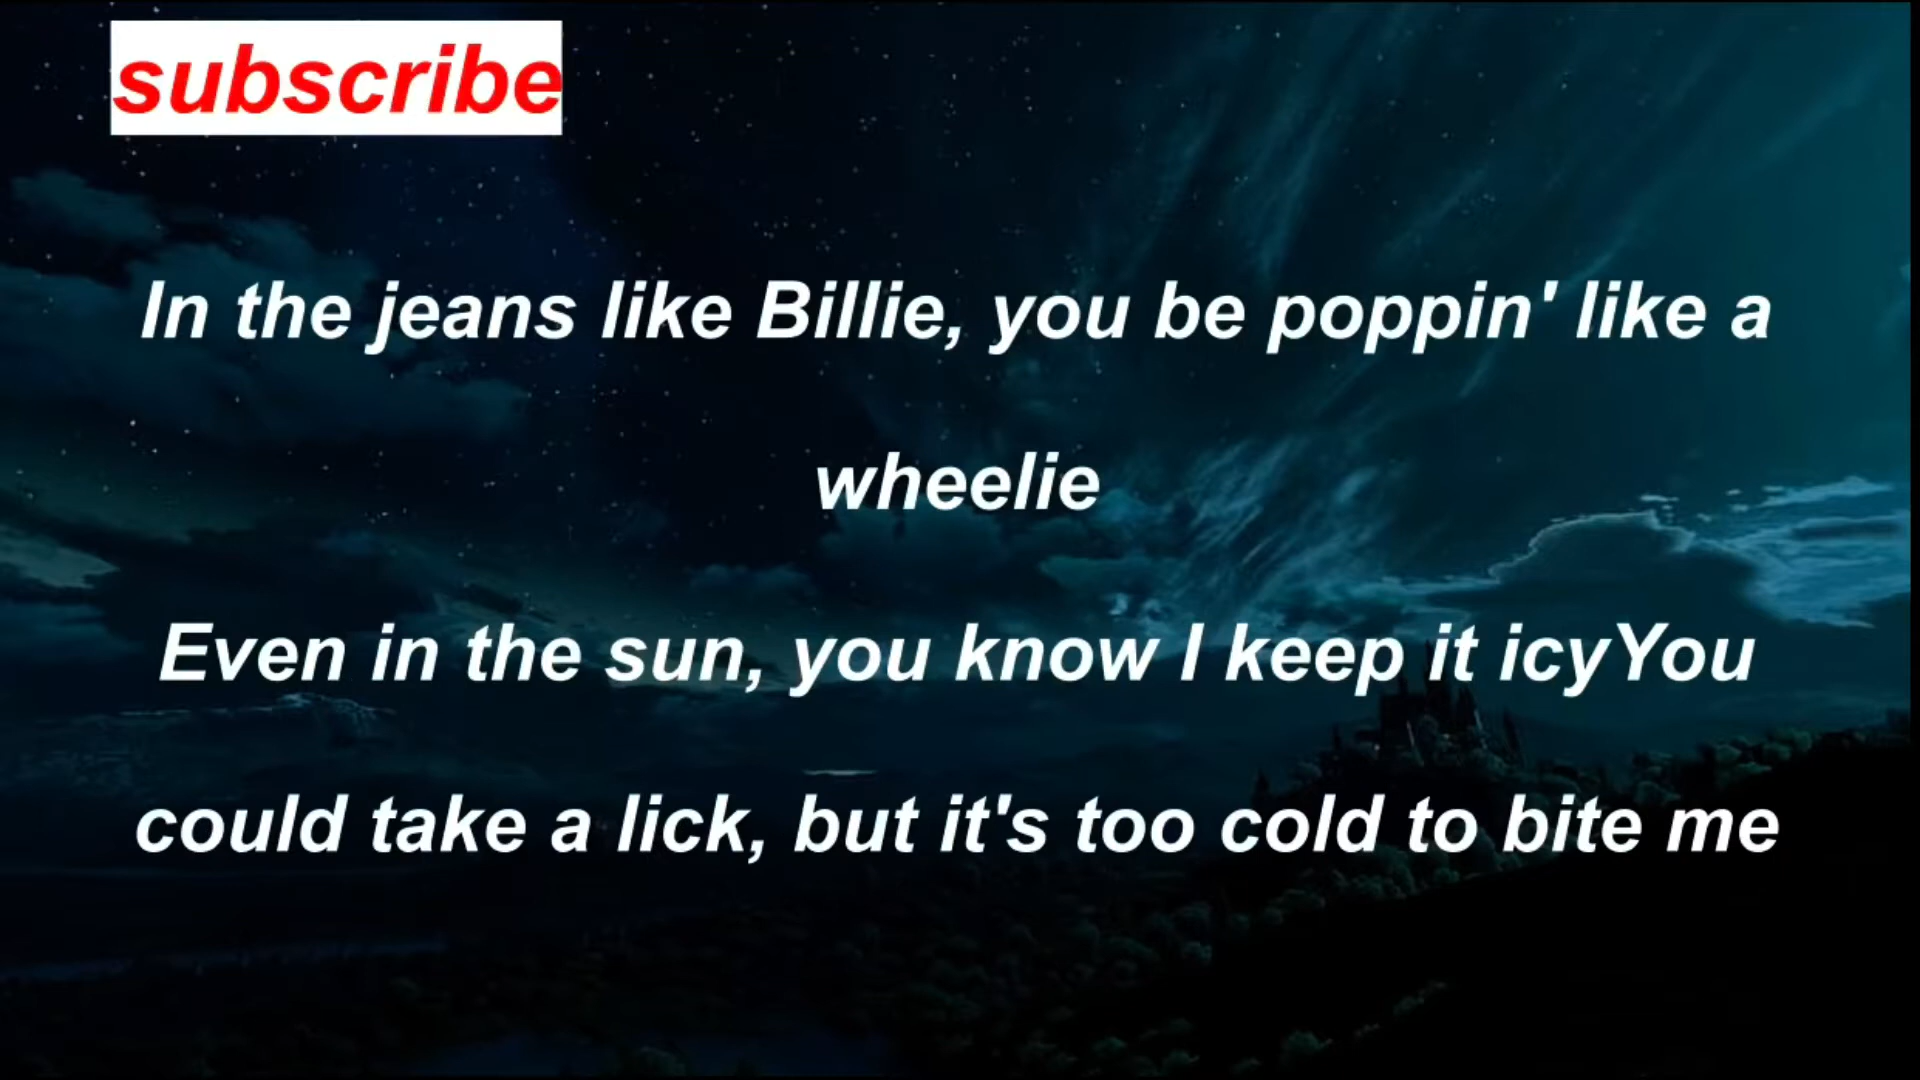 subscribe
In the jeans like Billie, you be poppin' like a
wheelie
Even in the sun, you know I keep it icyYou
could take a lick, but it's too cold to bite me